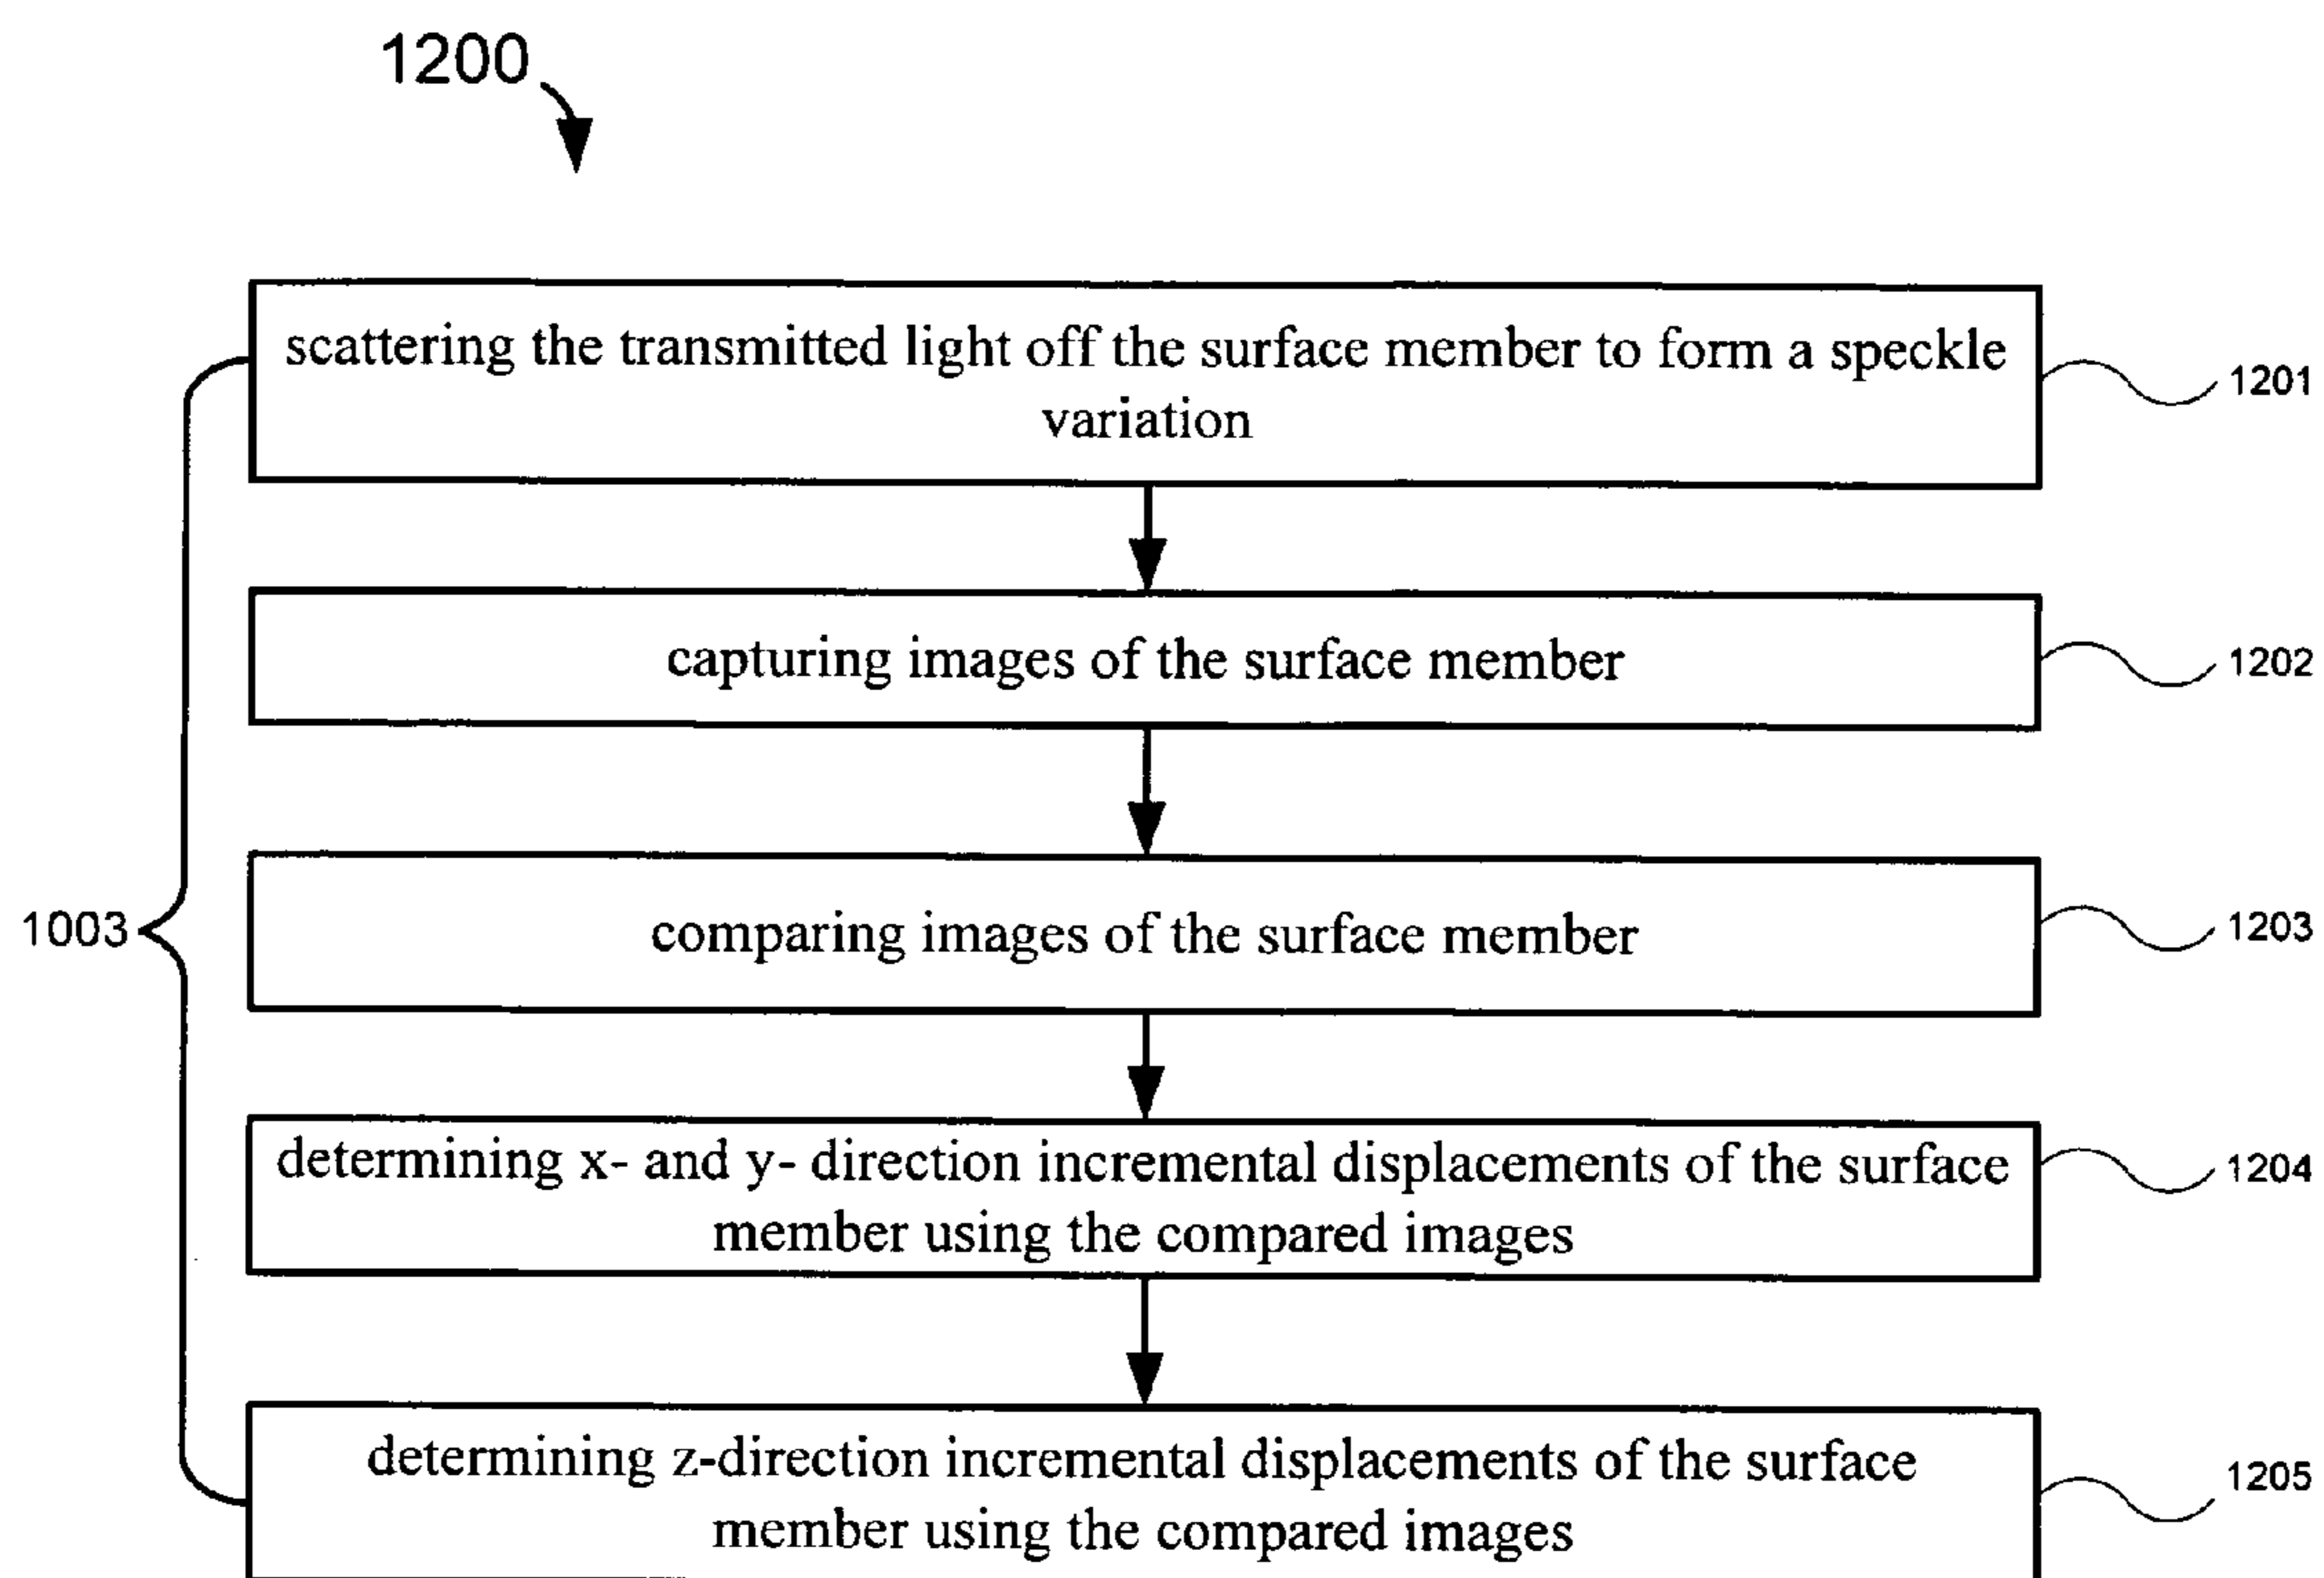 1200
scattering the transmitted light off the surface member to form a speckle
variation
1201
capturing images of the surface member
1202
1003
comparing images of the surface member
1203
determining x- and y- direction incremental displacements of the surface
member using the compared images
1204
determining z-direction incremental displacements of the surface
member using the compared images
1205